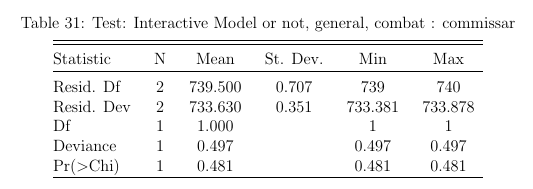 Table 31: Test: Interactive Model or not, general, combat : commissar
Statistic N Mean St. Dev. Min Max
Resid. Df 2 739.500 0.707 739 740
Resid. Dev 2 733.630 0.351 733.381 733.878
Df 1 1.000 1 1
Deviance 1 0.497 0.497 0.497
Pr(>Chi) 1 0.481 0.481 0.481